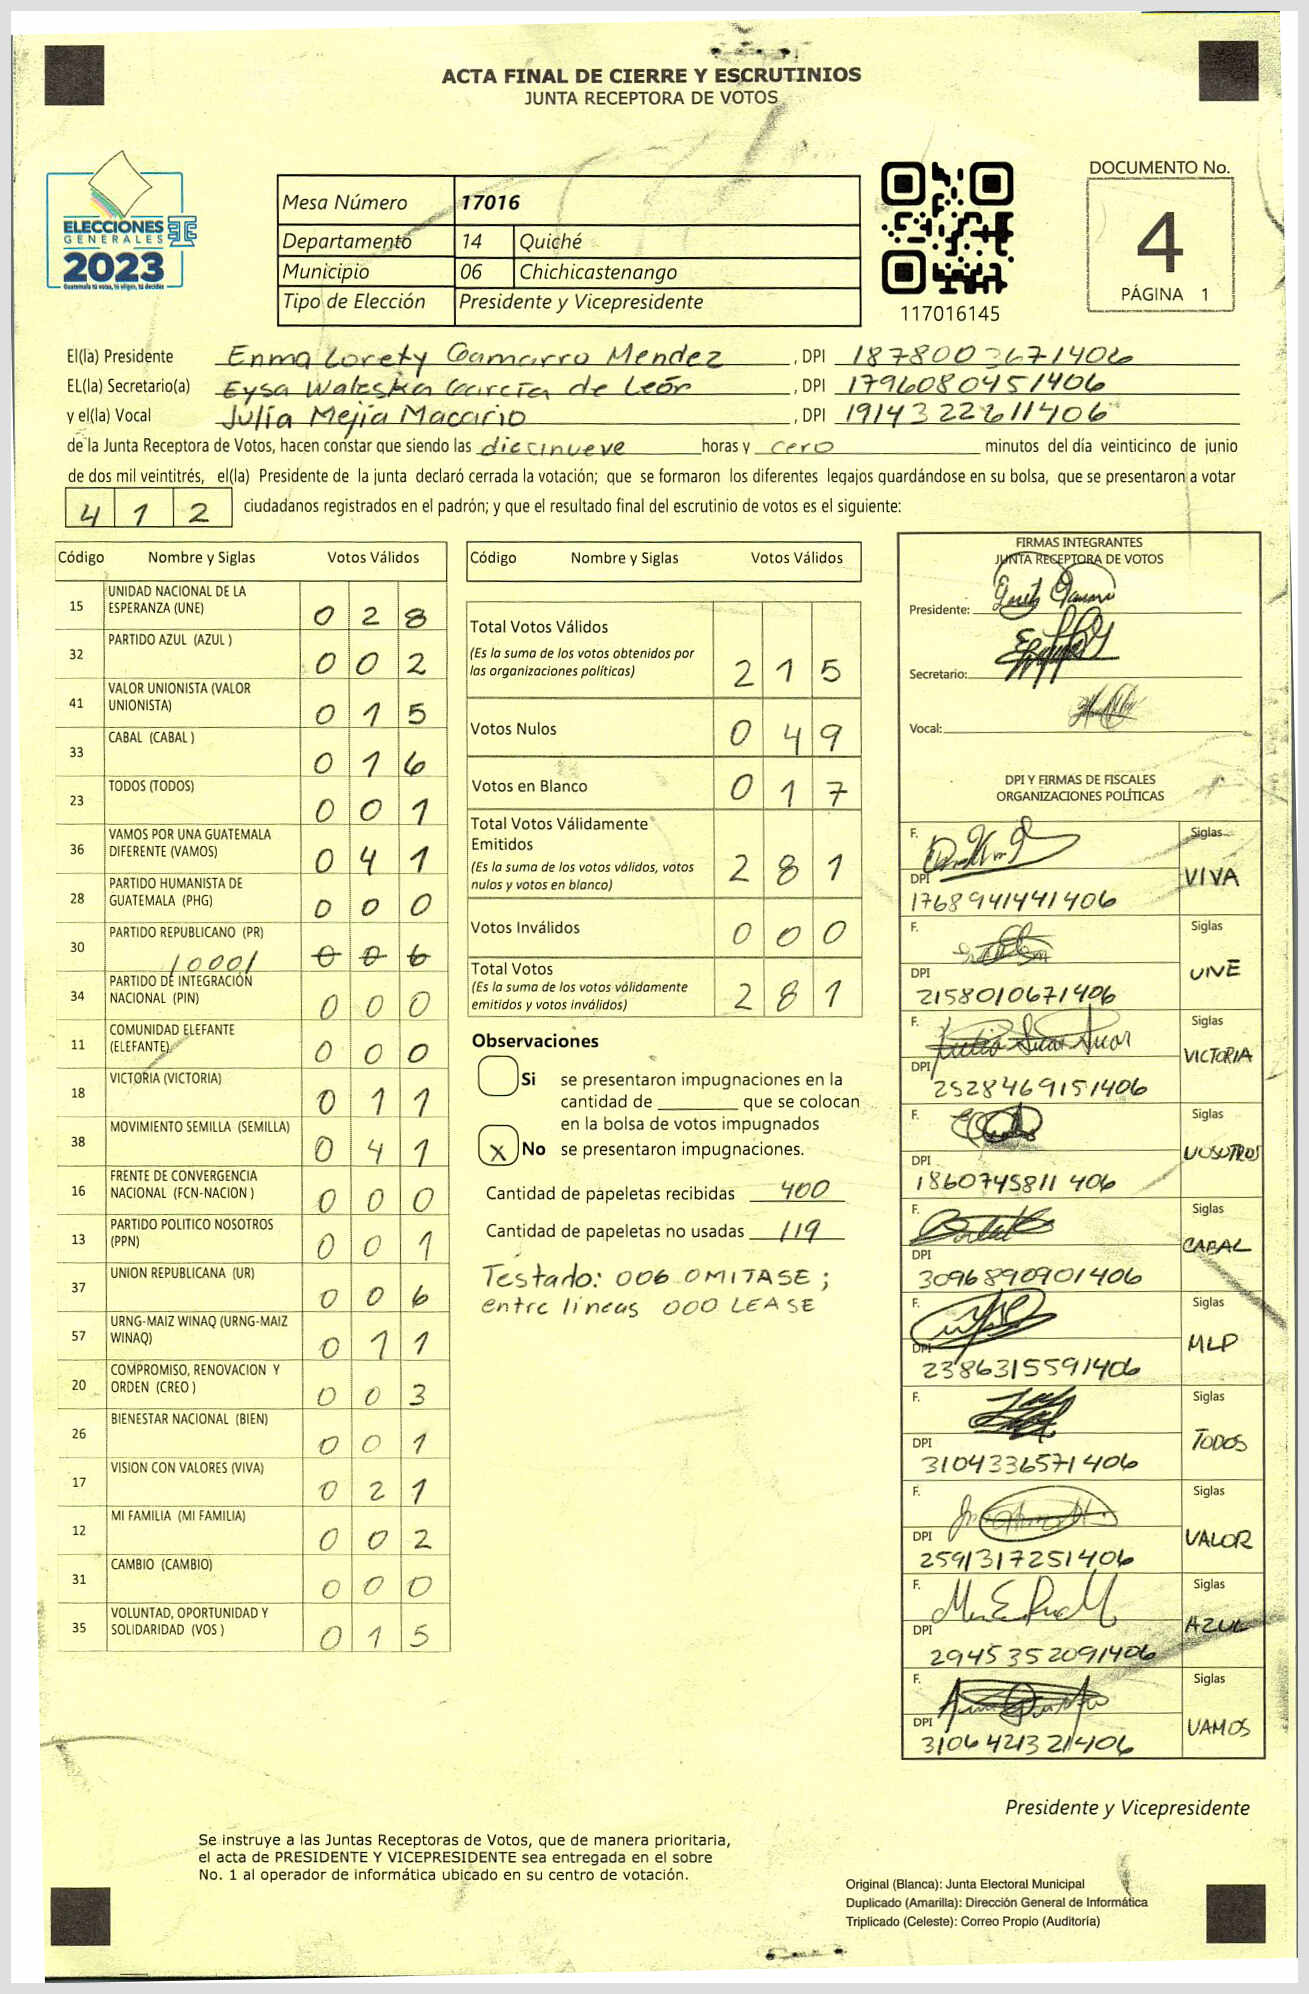 ACTA FINAL DE CIERRE Y ESCRUTINIOS
JUNTA RECEPTORA DE VOTOS
ELECCIONES
GENERALES
2023
Guatemala tú votas, tú eliges, tú decides
Mesa Número 17016
Departamento 14 Quiché
Municipio 06 Chichicastenango
Tipo de Elección Presidente y Vicepresidente
117016145
DOCUMENTO No.
4
PÁGINA 1
El(la) Presidente Enma Lorety Gamarro Mendez , DPI 1878003671406
EL(la) Secretario(a) Eysa Waleska García de León , DPI 1796080451406
y el(la) Vocal Julía Mejía Macario , DPI 1914322611406
de la Junta Receptora de Votos, hacen constar que siendo las diecinueve horas y cero minutos del día veinticinco de junio
de dos mil veintitrés, el(la) Presidente de la junta declaró cerrada la votación; que se formaron los diferentes legajos guardándose en su bolsa, que se presentaron a votar
4 1 2 ciudadanos registrados en el padrón; y que el resultado final del escrutinio de votos es el siguiente:
Código Nombre y Siglas Votos Válidos
15 UNIDAD NACIONAL DE LA
ESPERANZA (UNE) 0 2 8
32 PARTIDO AZUL (AZUL ) 0 0 2
41 VALOR UNIONISTA (VALOR
UNIONISTA) 0 1 5
33 CABAL (CABAL ) 0 1 6
23 TODOS (TODOS) 0 0 1
36 VAMOS POR UNA GUATEMALA
DIFERENTE (VAMOS) 0 4 1
28 PARTIDO HUMANISTA DE
GUATEMALA (PHG) 0 0 0
30 PARTIDO REPUBLICANO (PR) 0 0 6
/000/
34 PARTIDO DE INTEGRACIÓN
NACIONAL (PIN) 0 0 0
11 COMUNIDAD ELEFANTE
(ELEFANTE) 0 0 0
18 VICTORIA (VICTORIA) 0 1 1
38 MOVIMIENTO SEMILLA (SEMILLA) 0 4 1
16 FRENTE DE CONVERGENCIA
NACIONAL (FCN-NACION ) 0 0 0
13 PARTIDO POLITICO NOSOTROS
(PPN) 0 0 1
37 UNION REPUBLICANA (UR) 0 0 6
57 URNG-MAIZ WINAQ (URNG-MAIZ
WINAQ) 0 1 1
20 COMPROMISO, RENOVACION Y
ORDEN (CREO ) 0 0 3
26 BIENESTAR NACIONAL (BIEN) 0 0 1
17 VISION CON VALORES (VIVA) 0 2 1
12 MI FAMILIA (MI FAMILIA) 0 0 2
31 CAMBIO (CAMBIO) 0 0 0
35 VOLUNTAD, OPORTUNIDAD Y
SOLIDARIDAD (VOS ) 0 1 5
Código Nombre y Siglas Votos Válidos
Total Votos Válidos
(Es la suma de los votos obtenidos por
las organizaciones políticas) 2 1 5
Votos Nulos 0 4 9
Votos en Blanco 0 1 7
Total Votos Válidamente
Emitidos
(Es la suma de los votos válidos, votos
nulos y votos en blanco) 2 8 1
Votos Inválidos 0 0 0
Total Votos
(Es la suma de los votos válidamente
emitidos y votos inválidos) 2 8 1
Observaciones
Si se presentaron impugnaciones en la
cantidad de ________ que se colocan
en la bolsa de votos impugnados
X No se presentaron impugnaciones.
Cantidad de papeletas recibidas 400
Cantidad de papeletas no usadas 119
Testado: 006 OMITASE ;
entre líneas 000 LEASE
FIRMAS INTEGRANTES
JUNTA RECEPTORA DE VOTOS
Presidente:
Secretario:
Vocal:
DPI Y FIRMAS DE FISCALES
ORGANIZACIONES POLÍTICAS
F. Siglas
DPI VIVA
1768941441406
F. Siglas
DPI UNE
2158010671406
F. Siglas
DPI VICTORIA
2528469151406
F. Siglas
DPI NOSOTROS
1860745811406
F. Siglas
DPI CABAL
3096890901406
F. Siglas
DPI MLP
2386315591406
F. Siglas
DPI TODOS
3104336571406
F. Siglas
DPI VALOR
2591317251406
F. Siglas
DPI AZUL
2945352091406
F. Siglas
DPI VAMOS
3106421321406
Presidente y Vicepresidente
Se instruye a las Juntas Receptoras de Votos, que de manera prioritaria,
el acta de PRESIDENTE Y VICEPRESIDENTE sea entregada en el sobre
No. 1 al operador de informática ubicado en su centro de votación.
Original (Blanca): Junta Electoral Municipal
Duplicado (Amarilla): Dirección General de Informática
Triplicado (Celeste): Correo Propio (Auditoría)